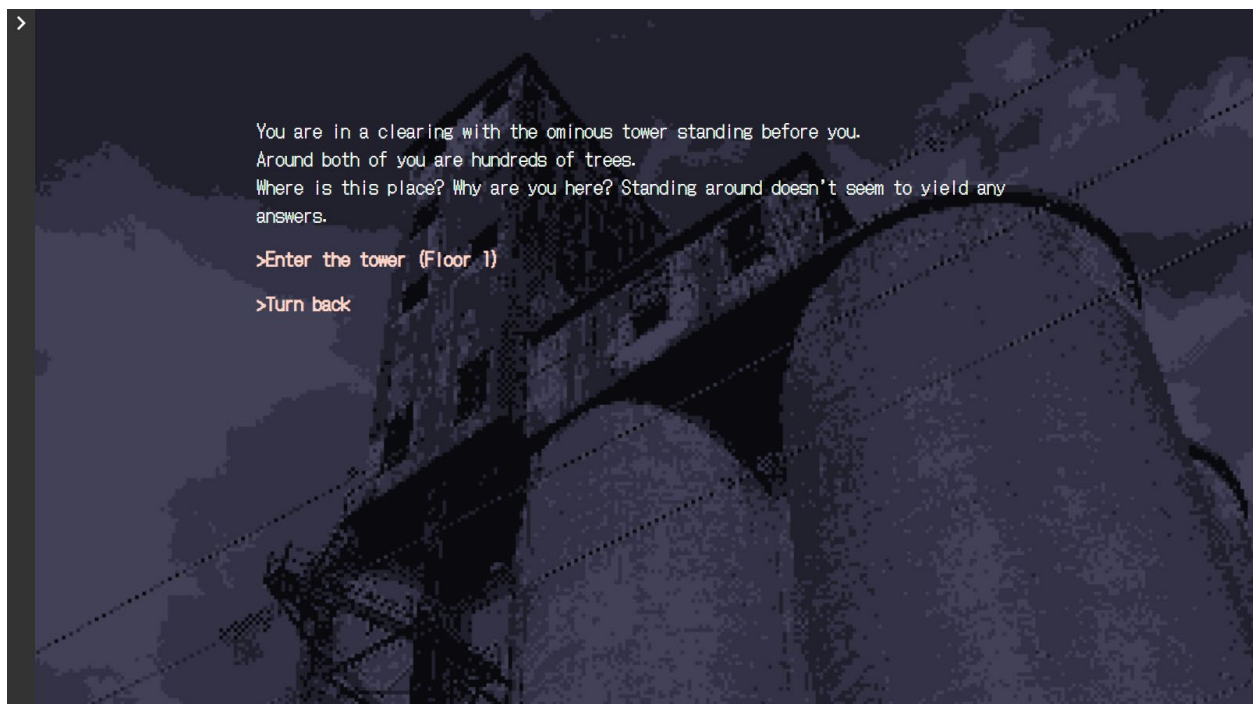 You are in a clearing with the ominous tower standing before you.
Around both of you are hundreds of trees.
Where is this place? Why are you here? Standing around doesn't seem to yield any
answers.
>Enter the tower (Floor 1)
>Turn back